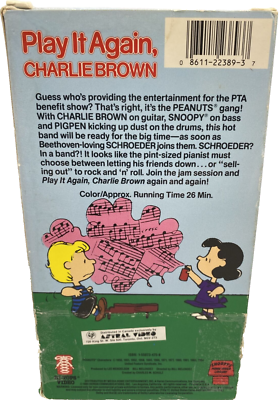 Play It Again,
CHARLIE BROWN
0 08611-22389-3 7
Guess who's providing the entertainment for the PTA
benefit show? That's right, it's the PEANUTS gang!
With CHARLIE BROWN on guitar, SNOOPY on bass
and PIGPEN kicking up dust on the drums, this hot
band will be ready for the big time—as soon as
Beethoven-loving SCHROEDER joins them. SCHROEDER?
In a band?! It looks like the pint-sized pianist must
choose between letting his friends down... or "sell-
ing out" to rock and 'n' roll. Join the jam session and
Play It Again, Charlie Brown again and again!
Color/Approx. Running Time 26 Min.
ASTRAL VIDEO